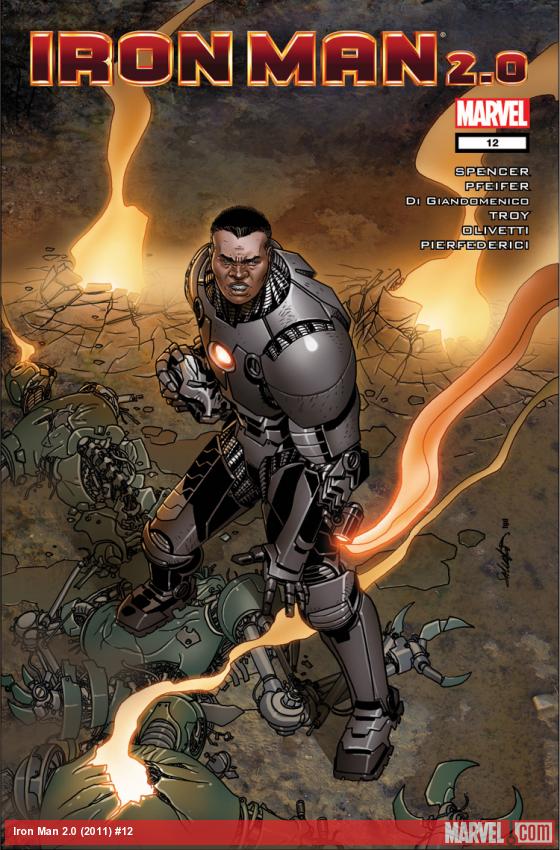 IRON MAN 2.0
MARVEL
12
SPENCER
PFEIFER
DI GIANDOMENICO
TROY
OLIVETTI
PIERFEDERICI
Iron Man 2.0 (2011) #12
MARVEL.COM